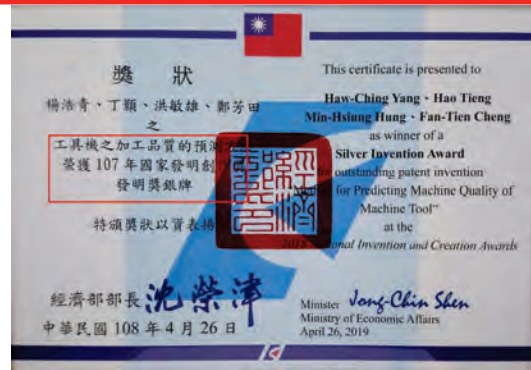 獎 狀
楊浩青、丁顥、洪敏雄、鄭芳田
之
工具機之加工品質的預測
榮獲 107 年國家發明創
發明獎銀牌
特頒獎狀以資表揚
經濟部部長 沈榮津
中華民國 108 年 4 月 26 日
This certificate is presented to
Haw-Ching Yang、Hao Tieng
Min-Hsiung Hung、Fan-Tien Cheng
as winner of a
Silver Invention Award
outstanding patent invention
for Predicting Machine Quality of
Machine Tool"
at the
Invention and Creation Awards
Minister Jong-Chin Shen
Ministry of Economic Affairs
April 26, 2019